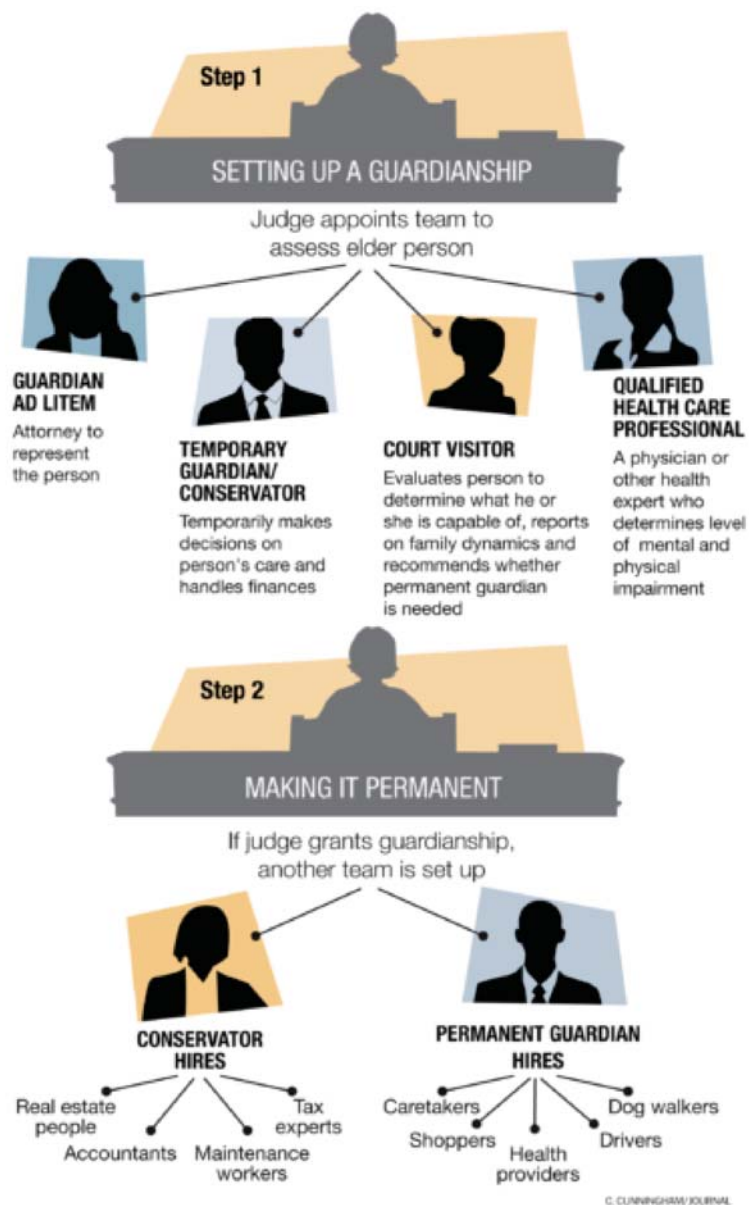 Step 1
SETTING UP A GUARDIANSHIP
Judge appoints team to
assess elder person
GUARDIAN
AD LITEM
Attorney to
represent
the person
TEMPORARY
GUARDIAN/
CONSERVATOR
Temporarily makes
decisions on
person's care and
handles finances
COURT VISITOR
Evaluates person to
determine what he or
she is capable of, reports
on family dynamics and
recommends whether
permanent guardian
is needed
QUALIFIED
HEALTH CARE
PROFESSIONAL
A physician or
other health
expert who
determines level
of mental and
physical
impairment
Step 2
MAKING IT PERMANENT
If judge grants guardianship,
another team is set up
CONSERVATOR
HIRES
Real estate
people
Accountants
Maintenance
workers
Tax
experts
PERMANENT GUARDIAN
HIRES
Caretakers
Shoppers
Health
providers
Drivers
Dog walkers
C. CUNNINGHAM/JOURNAL